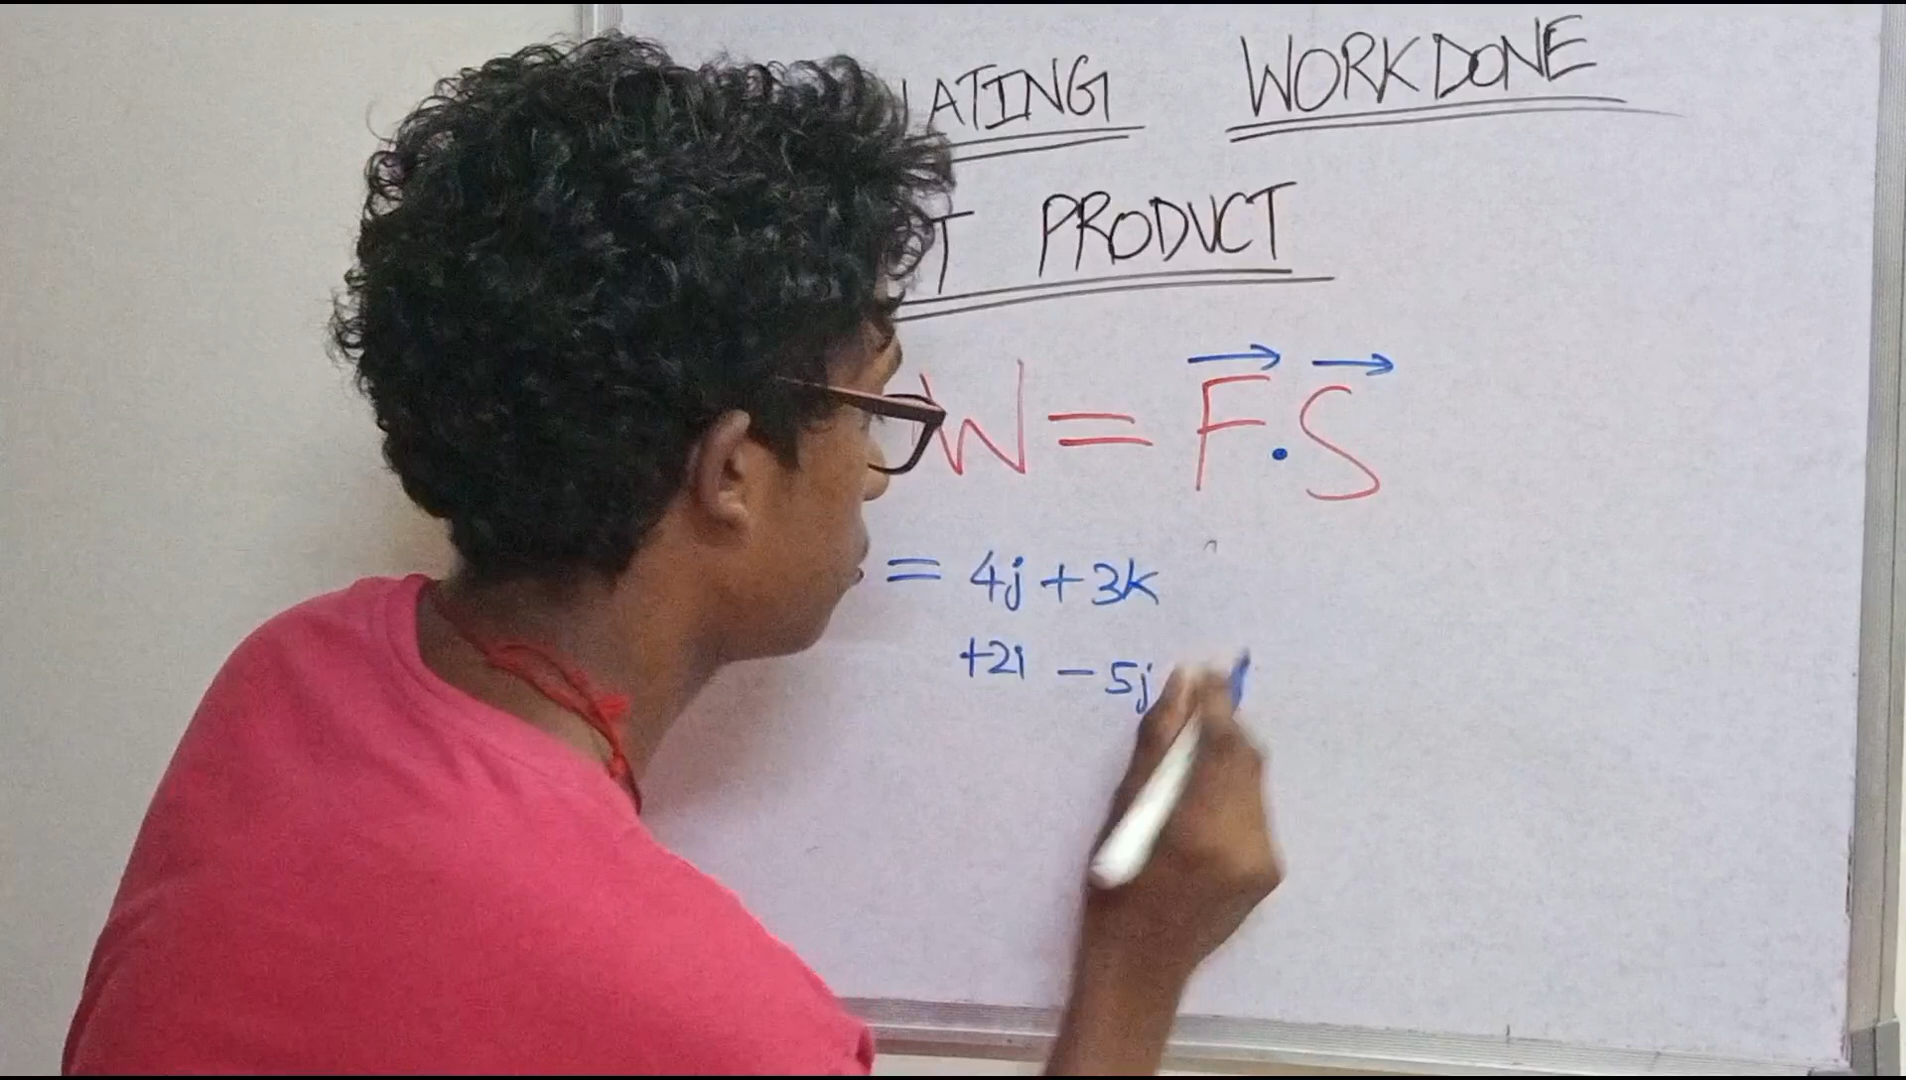 LATING WORKDONE
T PRODUCT
W = F.S
= 4j + 3k
+2i - 5j